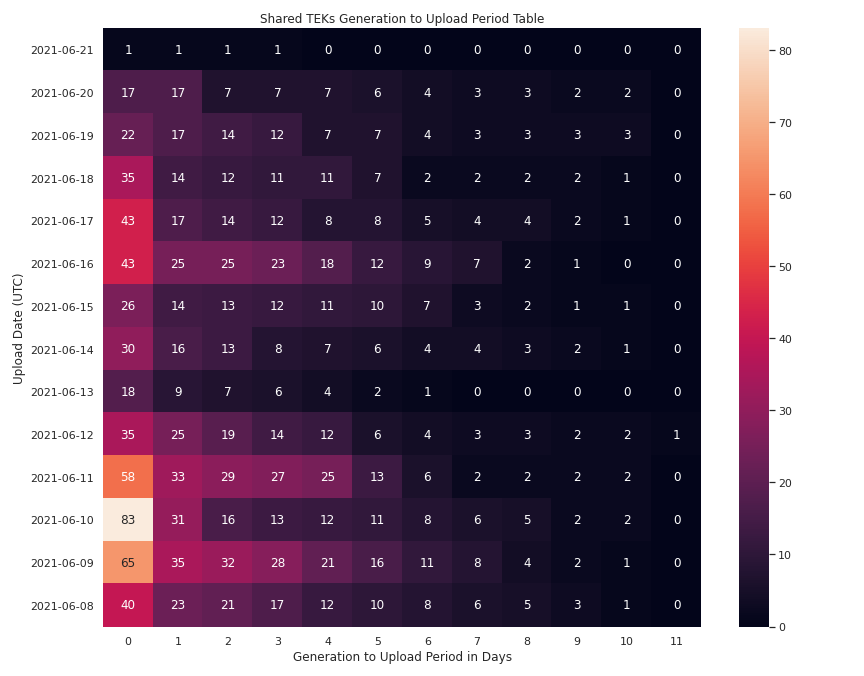 Shared TEKs Generation to Upload Period Table
Upload Date (UTC)
2021-06-21 1 1 1 1 0 0 0 0 0 0 0 0
2021-06-20 17 17 7 7 7 6 4 3 3 2 2 0
2021-06-19 22 17 14 12 7 7 4 3 3 3 3 0
2021-06-18 35 14 12 11 11 7 2 2 2 2 1 0
2021-06-17 43 17 14 12 8 8 5 4 4 2 1 0
2021-06-16 43 25 25 23 18 12 9 7 2 1 0 0
2021-06-15 26 14 13 12 11 10 7 3 2 1 1 0
2021-06-14 30 16 13 8 7 6 4 4 3 2 1 0
2021-06-13 18 9 7 6 4 2 1 0 0 0 0 0
2021-06-12 35 25 19 14 12 6 4 3 3 2 2 1
2021-06-11 58 33 29 27 25 13 6 2 2 2 2 0
2021-06-10 83 31 16 13 12 11 8 6 5 2 2 0
2021-06-09 65 35 32 28 21 16 11 8 4 2 1 0
2021-06-08 40 23 21 17 12 10 8 6 5 3 1 0
0 1 2 3 4 5 6 7 8 9 10 11
Generation to Upload Period in Days
80
70
60
50
40
30
20
10
0